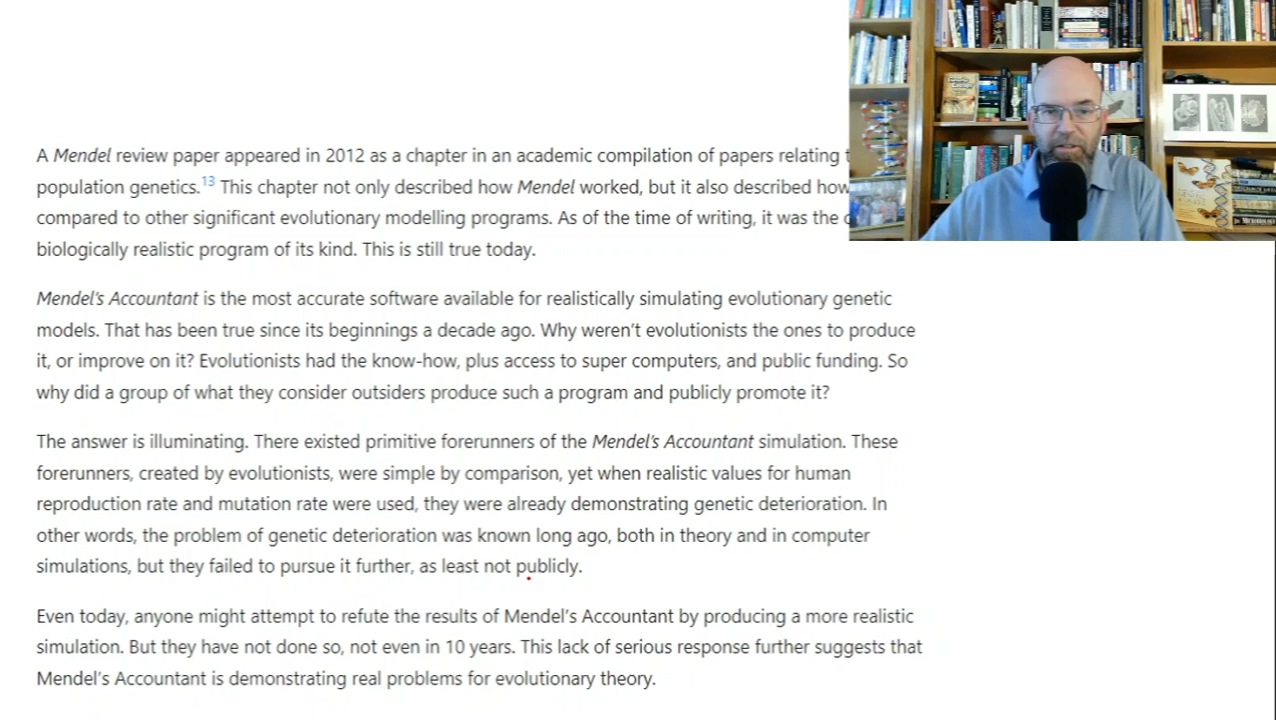 A Mendel review paper appeared in 2012 as a chapter in an academic compilation of papers relating
population genetics.13 This chapter not only described how Mendel worked, but it also described how
compared to other significant evolutionary modelling programs. As of the time of writing, it was the
biologically realistic program of its kind. This is still true today.
Mendel's Accountant is the most accurate software available for realistically simulating evolutionary genetic
models. That has been true since its beginnings a decade ago. Why weren't evolutionists the ones to produce
it, or improve on it? Evolutionists had the know-how, plus access to super computers, and public funding. So
why did a group of what they consider outsiders produce such a program and publicly promote it?
The answer is illuminating. There existed primitive forerunners of the Mendel's Accountant simulation. These
forerunners, created by evolutionists, were simple by comparison, yet when realistic values for human
reproduction rate and mutation rate were used, they were already demonstrating genetic deterioration. In
other words, the problem of genetic deterioration was known long ago, both in theory and in computer
simulations, but they failed to pursue it further, as least not publicly.
Even today, anyone might attempt to refute the results of Mendel's Accountant by producing a more realistic
simulation. But they have not done so, not even in 10 years. This lack of serious response further suggests that
Mendel's Accountant is demonstrating real problems for evolutionary theory.